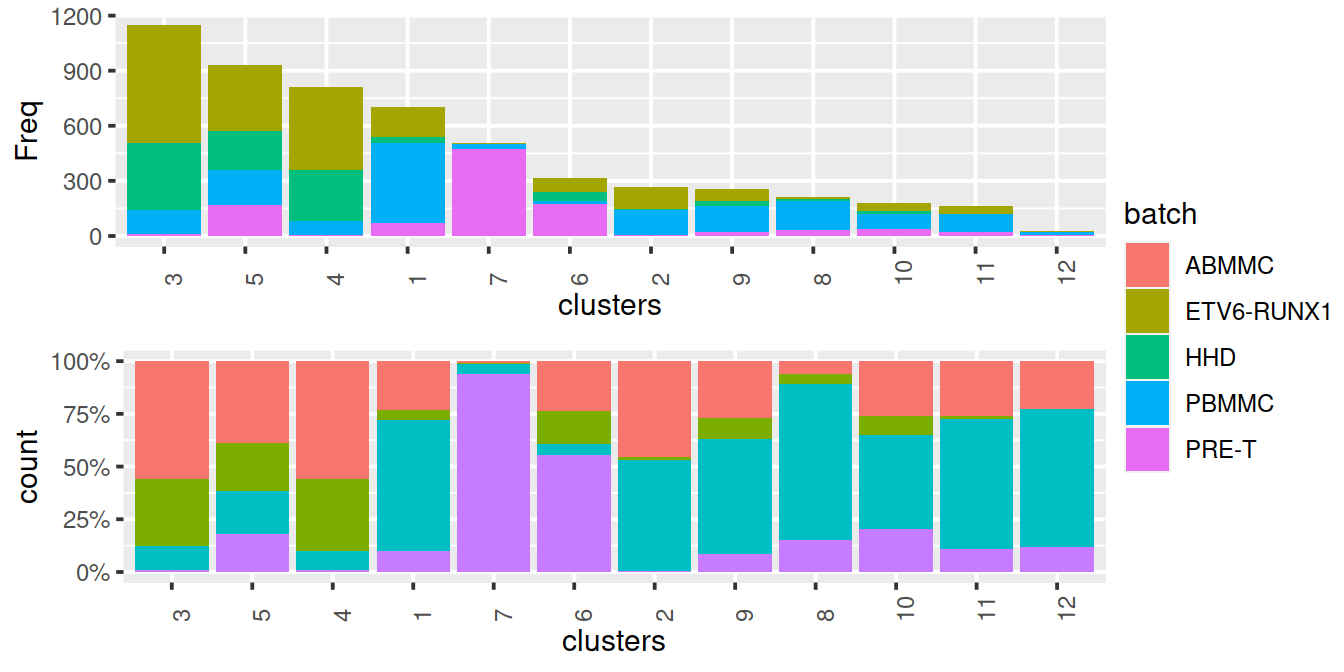 1200
900
600
300
0
Freq
3 5 4 1 7 6 2 9 8 10 11 12
clusters
100%
75%
50%
25%
0%
count
3 5 4 1 7 6 2 9 8 10 11 12
clusters
batch
ABMMC
ETV6-RUNX1
HHD
PBMMC
PRE-T